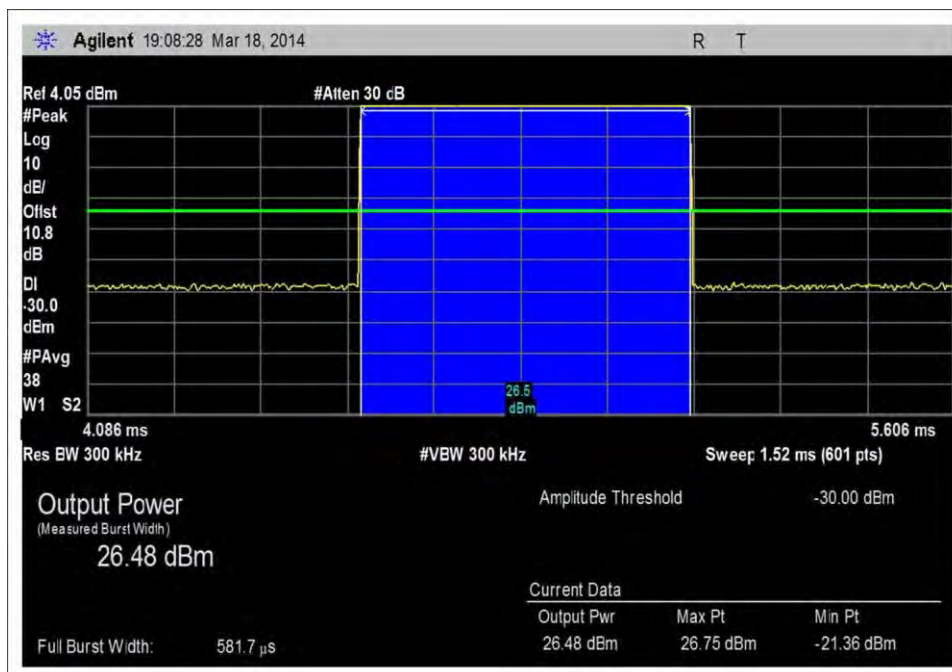 Agilent 19:08:28 Mar 18, 2014 R T
Ref 4.05 dBm #Atten 30 dB
#Peak
Log
10
dB/
Offst
10.8
dB
DI
-30.0
dEm
#PAvg
38
W1 S2
26.5
dBm
4.086 ms 5.606 ms
Res BW 300 kHz #VBW 300 kHz Sweep 1.52 ms (601 pts)
Output Power
(Measured Burst Width)
26.48 dBm
Amplitude Threshold -30.00 dBm
Current Data
Output Pwr Max Pt Min Pt
26.48 dBm 26.75 dBm -21.36 dBm
Full Burst Width: 581.7 μs